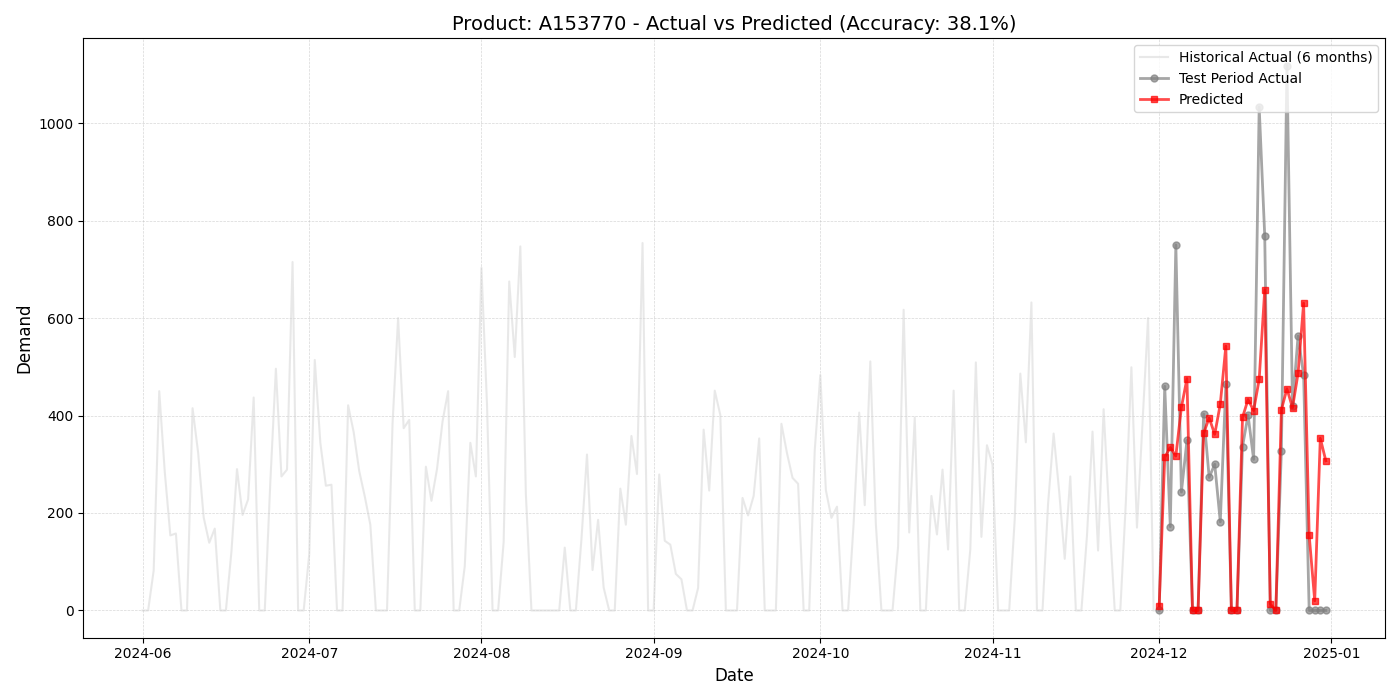 Product: A153770 - Actual vs Predicted (Accuracy: 38.1%)
Historical Actual (6 months)
Test Period Actual
Predicted
Demand
1000
800
600
400
200
0
2024-06
2024-07
2024-08
2024-09
2024-10
2024-11
2024-12
2025-01
Date